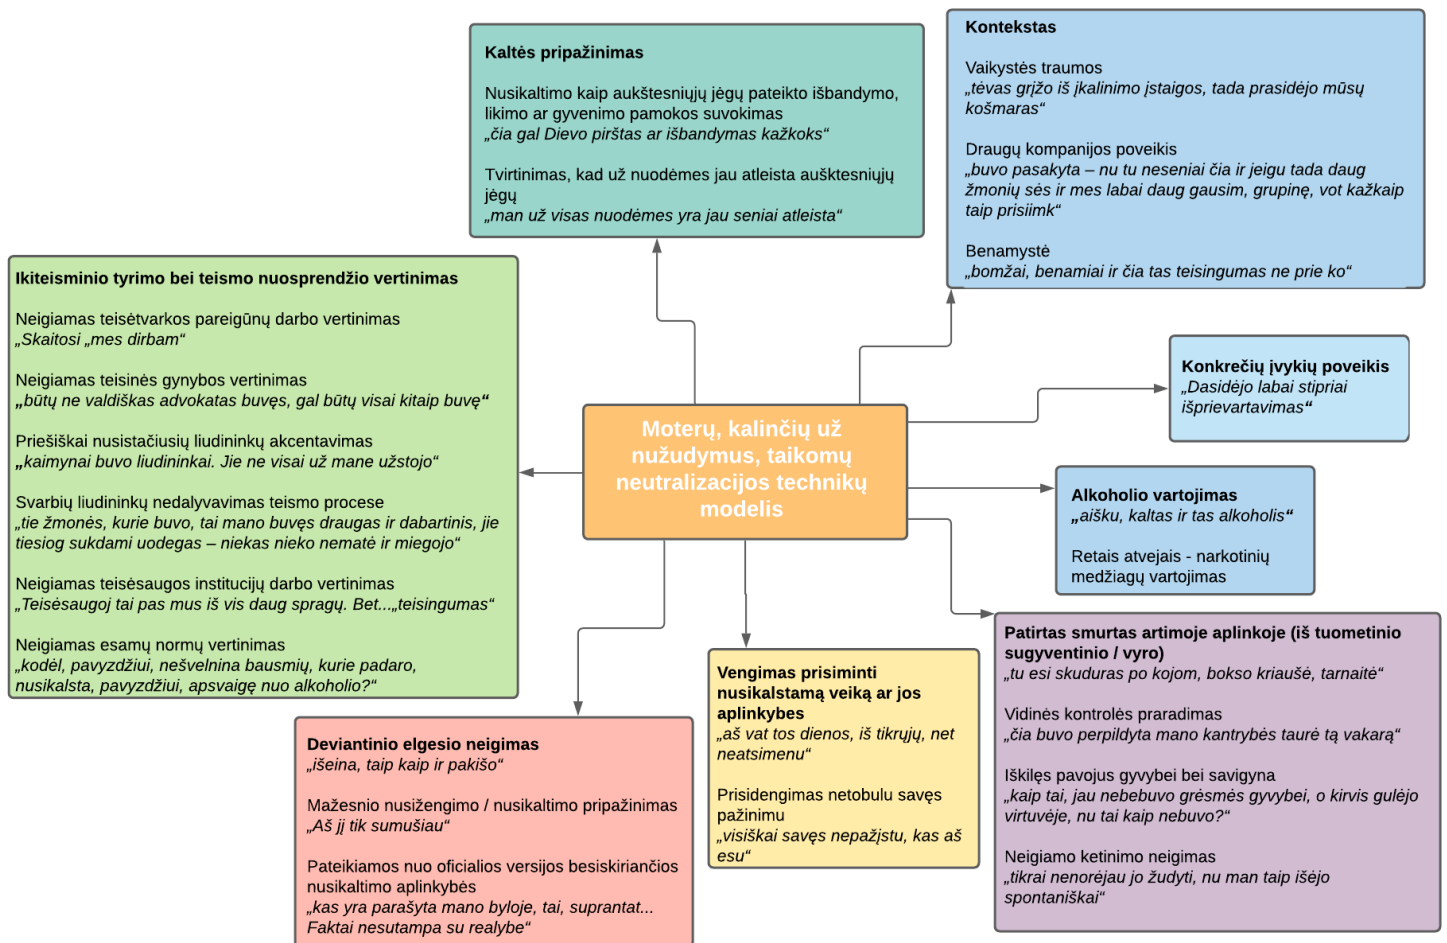 Kaltės pripažinimas
Nusikaltimo kaip aukštesniųjų jėgų pateikto išbandymo,
likimo ar gyvenimo pamokos suvokimas
„čia gal Dievo pirštas ar išbandymas kažkoks“
Tvirtinimas, kad už nuodėmes jau atleista aušktesniųjų
jėgų
„man už visas nuodėmes yra jau seniai atleista“
Kontekstas
Vaikystės traumos
„tėvas grįžo iš įkalinimo įstaigos, tada prasidėjo mūsų
košmaras“
Draugų kompanijos poveikis
„buvo pasakyta – nu tu neseniai čia ir jeigu tada daug
žmonių sės ir mes labai daug gausim, grupinę, vot kažkaip
taip prisiimk“
Benamystė
„bomžai, benamiai ir čia tas teisingumas ne prie ko“
Ikiteisminio tyrimo bei teismo nuosprendžio vertinimas
Neigiamas teisėtvarkos pareigūnų darbo vertinimas
„Skaitosi „mes dirbam“
Neigiamas teisinės gynybos vertinimas
„būtų ne valdiškas advokatas buvęs, gal būtų visai kitaip buvę“
Priešiškai nusistačiusių liudininkų akcentavimas
„kaimynai buvo liudininkai. Jie ne visai už mane užstojo“
Svarbių liudininkų nedalyvavimas teismo procese
„tie žmonės, kurie buvo, tai mano buvęs draugas ir dabartinis, jie
tiesiog sukdami uodegas – niekas nieko nematė ir miegojo“
Neigiamas teisėsaugos institucijų darbo vertinimas
„Teisėsaugoj tai pas mus iš vis daug spragų. Bet...„teisingumas“
Neigiamas esamų normų vertinimas
„kodėl, pavyzdžiui, nešvelnina bausmių, kurie padaro,
nusikalsta, pavyzdžiui, apsvaigę nuo alkoholio?“
Moterų, kalinčių už
nužudymus, taikomų
neutralizacijos technikų
modelis
Konkrečių įvykių poveikis
„Dasidėjo labai stipriai
išprievartavimas“
Alkoholio vartojimas
„aišku, kaltas ir tas alkoholis“
Retais atvejais - narkotinių
medžiagų vartojimas
Patirtas smurtas artimoje aplinkoje (iš tuometinio
sugyventinio / vyro)
„tu esi skuduras po kojom, bokso kriaušė, tarnaitė“
Vidinės kontrolės praradimas
„čia buvo perpildyta mano kantrybės taurė tą vakarą“
Iškilęs pavojus gyvybei bei savigyna
„kaip tai, jau nebebuvo grėsmės gyvybei, o kirvis gulėjo
virtuvėje, nu tai kaip nebuvo?“
Neigiamo ketinimo neigimas
„tikrai nenorėjau jo žudyti, nu man taip išėjo
spontaniškai“
Vengimas prisiminti
nusikalstamą veiką ar jos
aplinkybes
„aš vat tos dienos, iš tikrųjų, net
neatsimenu“
Prisidengimas netobulu savęs
pažinimu
„visiškai savęs nepažįstu, kas aš
esu“
Deviantinio elgesio neigimas
„išeina, taip kaip ir pakišo“
Mažesnio nusižengimo / nusikaltimo pripažinimas
„Aš jį tik sumušiau“
Pateikiamos nuo oficialios versijos besiskiriančios
nusikaltimo aplinkybės
„kas yra parašyta mano byloje, tai, suprantat...
Faktai nesutampa su realybe“